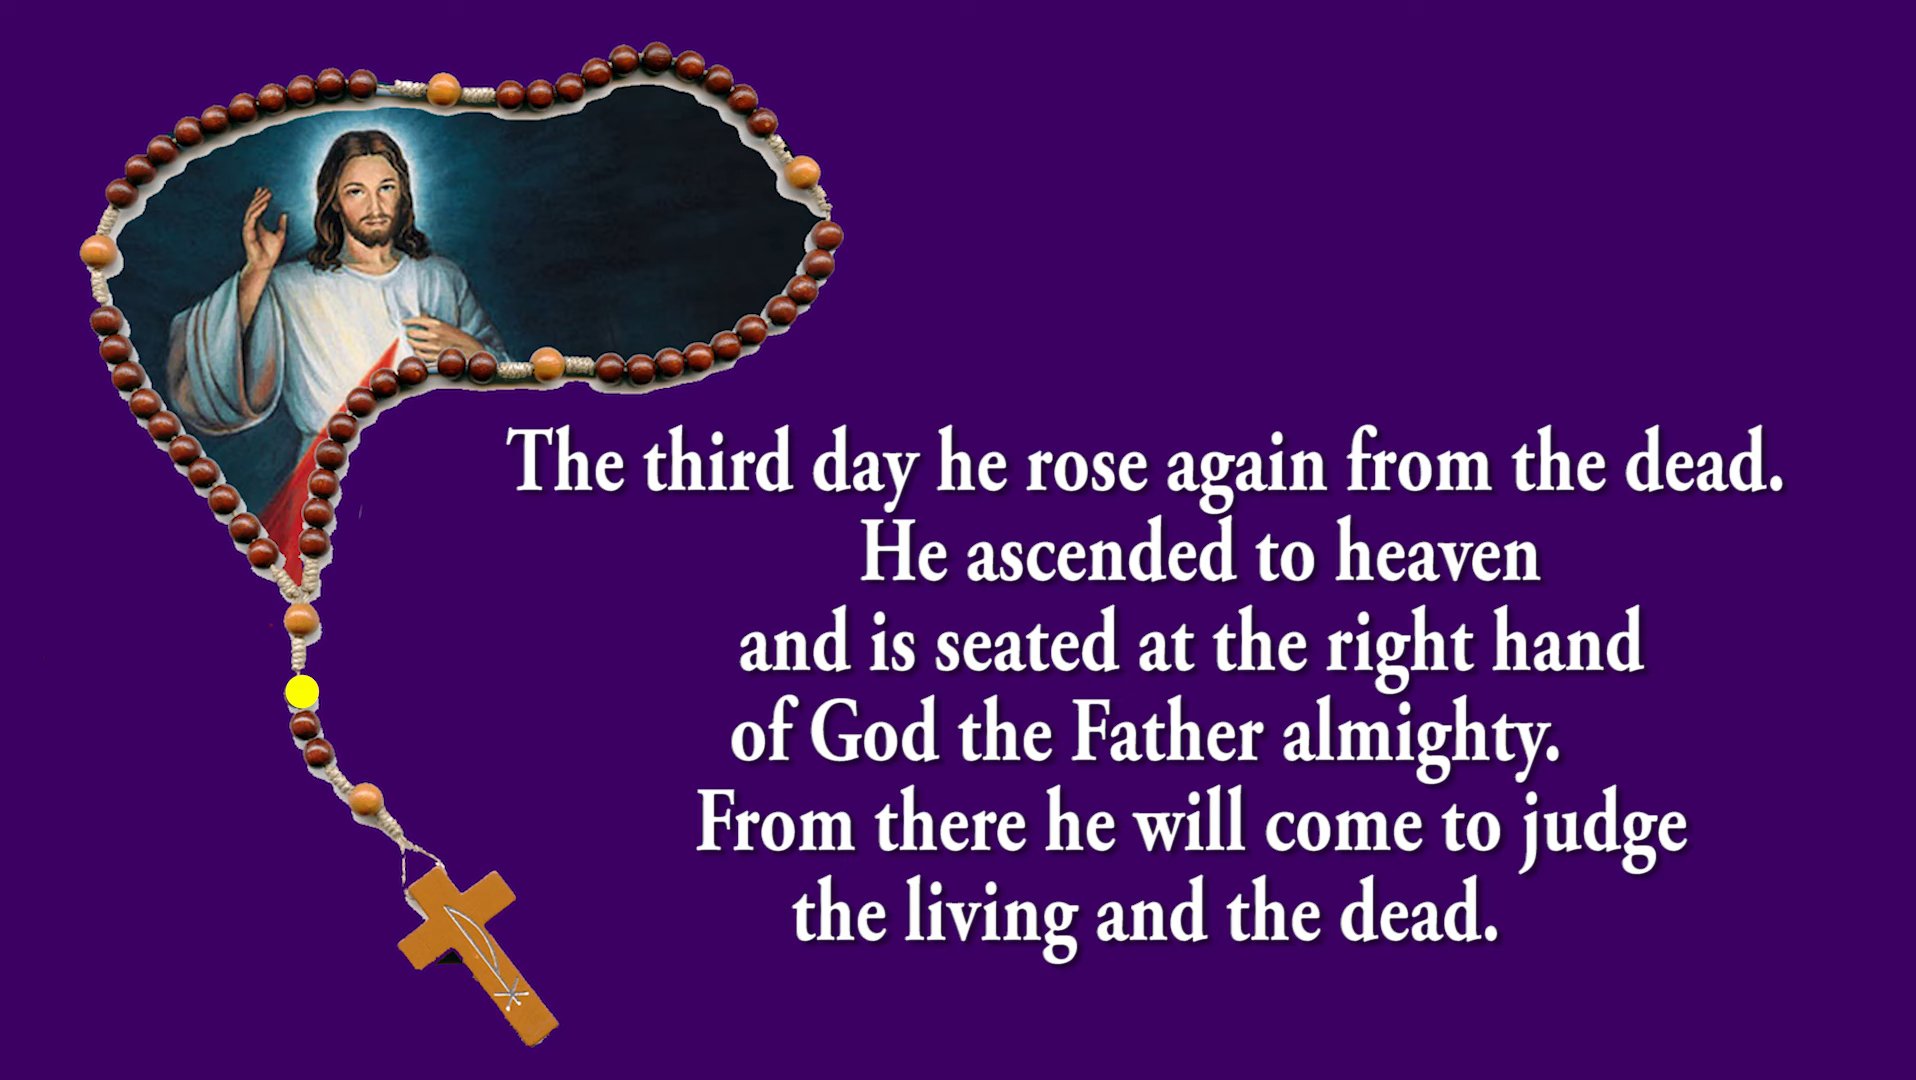 The third day he rose again from the dead.
He ascended to heaven
and is seated at the right hand
of God the Father almighty.
From there he will come to judge
the living and the dead.